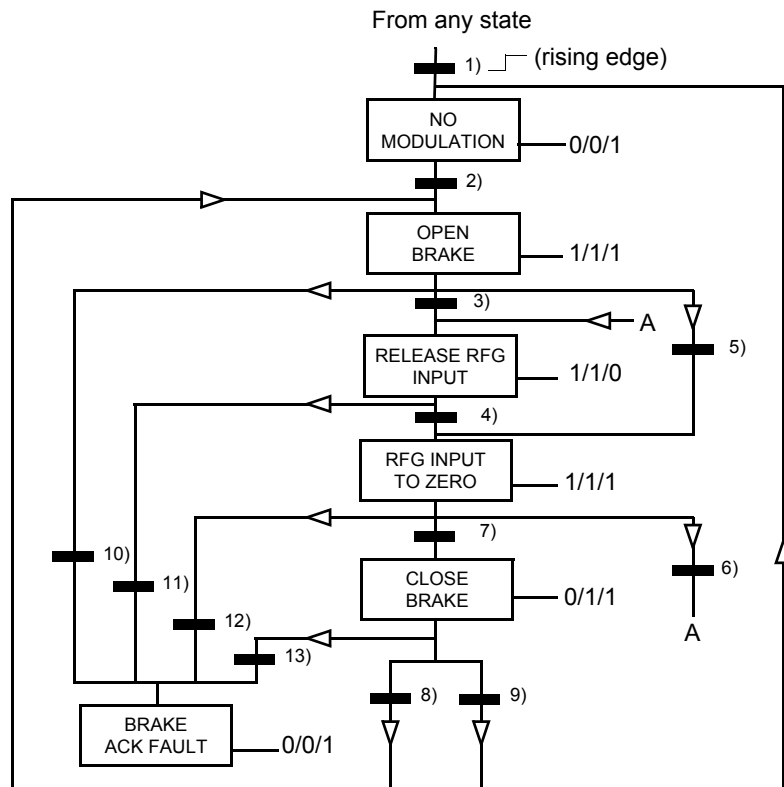 From any state
1)
(rising edge)
NO
MODULATION
0/0/1
2)
OPEN
BRAKE
1/1/1
3)
A
5)
RELEASE RFG
INPUT
1/1/0
4)
RFG INPUT
TO ZERO
1/1/1
7)
10)
11)
6)
CLOSE
BRAKE
0/1/1
12)
A
13)
8)
9)
BRAKE
ACK FAULT
0/0/1